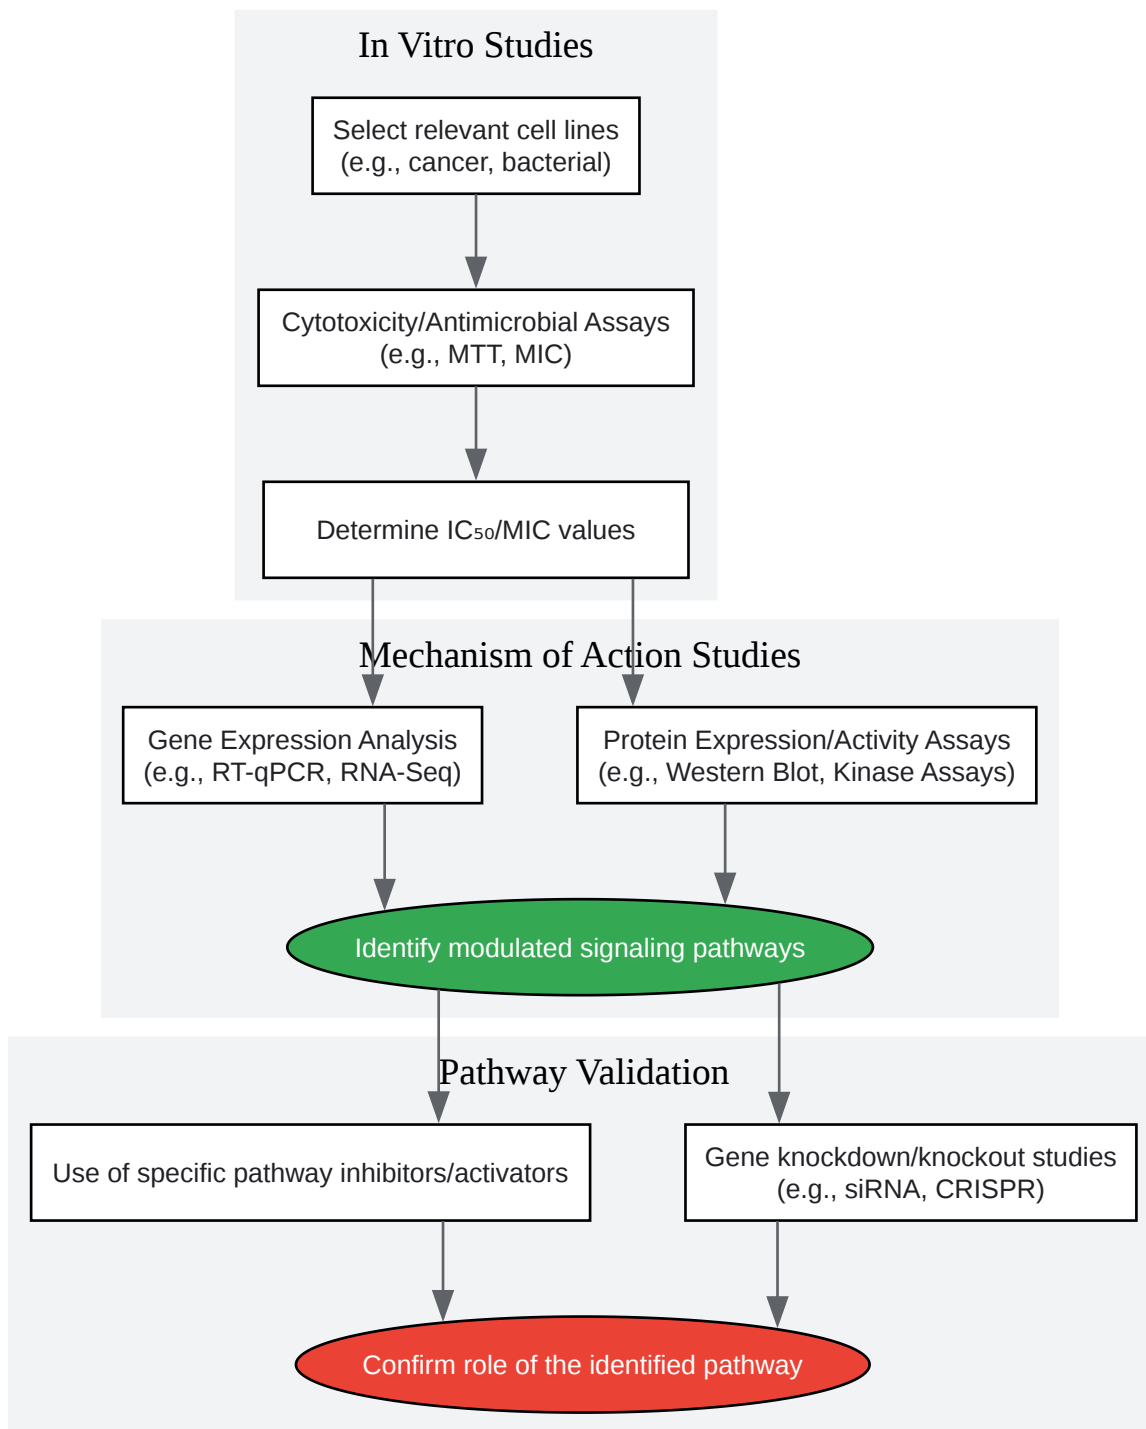 In Vitro Studies
Select relevant cell lines
(e.g., cancer, bacterial)
Cytotoxicity/Antimicrobial Assays
(e.g., MTT, MIC)
Determine IC₅₀/MIC values
Mechanism of Action Studies
Gene Expression Analysis
(e.g., RT-qPCR, RNA-Seq)
Protein Expression/Activity Assays
(e.g., Western Blot, Kinase Assays)
Identify modulated signaling pathways
Pathway Validation
Use of specific pathway inhibitors/activators
Gene knockdown/knockout studies
(e.g., siRNA, CRISPR)
Confirm role of the identified pathway